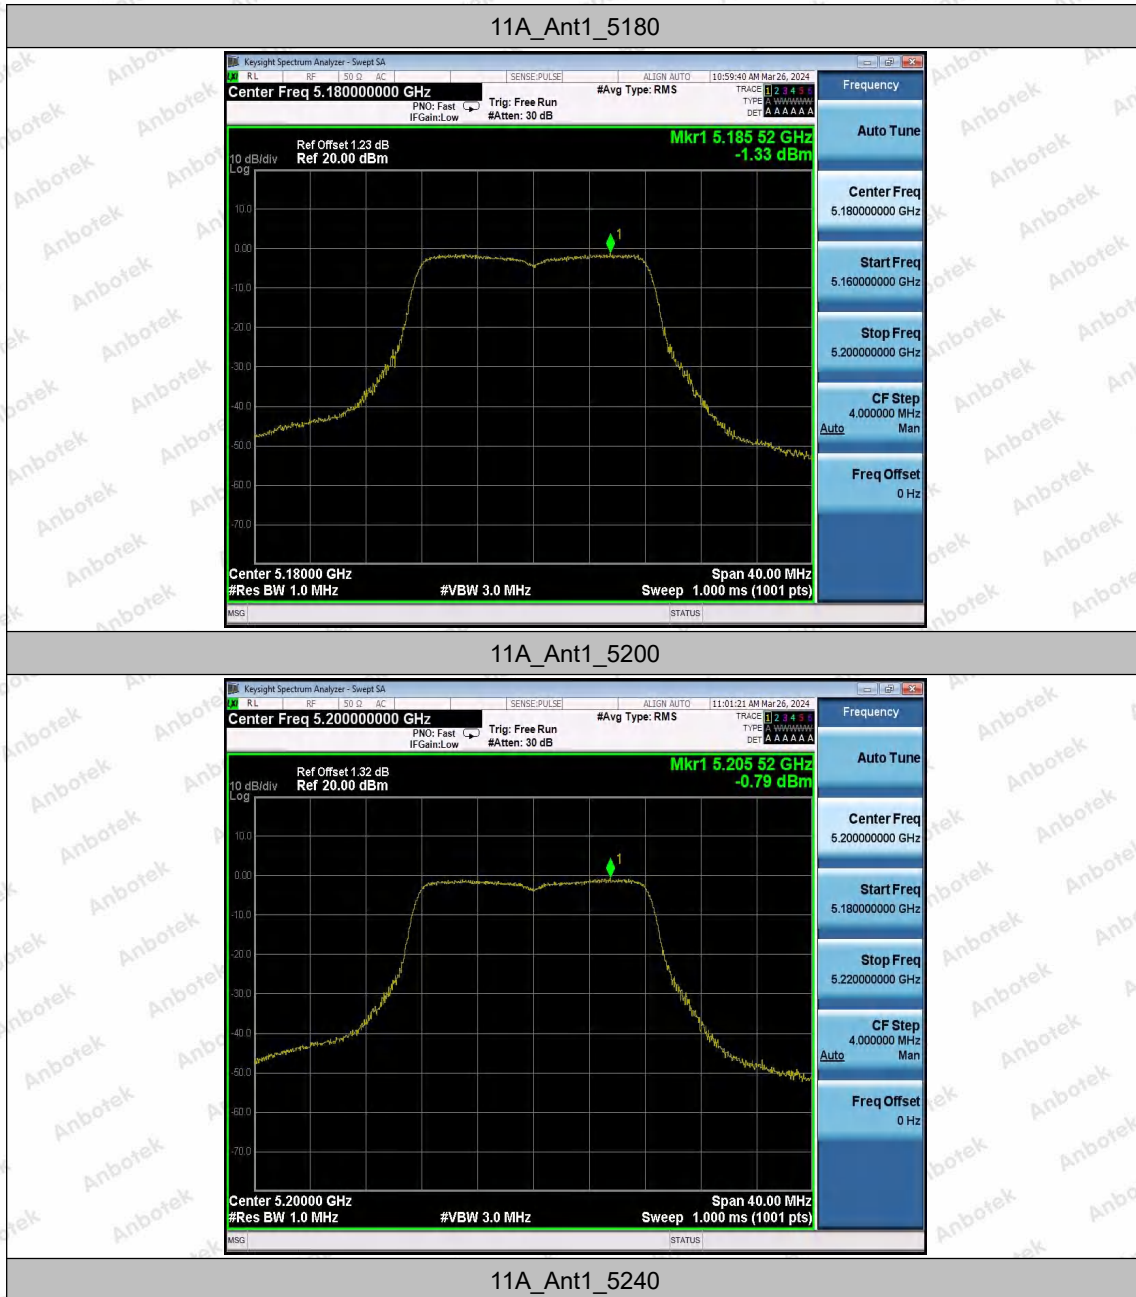 11A_Ant1_5180
Keysight Spectrum Analyzer - Swept SA
LXI RL RF 50 Ω AC SENSE:PULSE ALIGN AUTO 10:59:40 AM Mar 26, 2024
Center Freq 5.180000000 GHz #Avg Type: RMS TRACE 1 2 3 4 5 6 Frequency
PNO: Fast Trig: Free Run TYPE A WWWWW
IFGain:Low #Atten: 30 dB DET A A A A A A
Auto Tune
Mkr1 5.185 52 GHz
Ref Offset 1.23 dB
10 dB/div Ref 20.00 dBm -1.33 dBm
Log
Center Freq
5.180000000 GHz
10.0
1
0.00
Start Freq
5.160000000 GHz
-10.0
-20.0
Stop Freq
5.200000000 GHz
-30.0
CF Step
4.000000 MHz
Auto Man
-40.0
-50.0
Freq Offset
0 Hz
-60.0
-70.0
Center 5.18000 GHz Span 40.00 MHz
#Res BW 1.0 MHz #VBW 3.0 MHz Sweep 1.000 ms (1001 pts)
MSG STATUS
11A_Ant1_5200
Keysight Spectrum Analyzer - Swept SA
LXI RL RF 50 Ω AC SENSE:PULSE ALIGN AUTO 11:01:21 AM Mar 26, 2024
Center Freq 5.200000000 GHz #Avg Type: RMS TRACE 1 2 3 4 5 6 Frequency
PNO: Fast Trig: Free Run TYPE A WWWWW
IFGain:Low #Atten: 30 dB DET A A A A A A
Auto Tune
Mkr1 5.205 52 GHz
Ref Offset 1.32 dB
10 dB/div Ref 20.00 dBm -0.79 dBm
Log
Center Freq
5.200000000 GHz
10.0
1
0.00
Start Freq
5.180000000 GHz
-10.0
-20.0
Stop Freq
5.220000000 GHz
-30.0
CF Step
4.000000 MHz
Auto Man
-40.0
-50.0
Freq Offset
0 Hz
-60.0
-70.0
Center 5.20000 GHz Span 40.00 MHz
#Res BW 1.0 MHz #VBW 3.0 MHz Sweep 1.000 ms (1001 pts)
MSG STATUS
11A_Ant1_5240
Anbotek